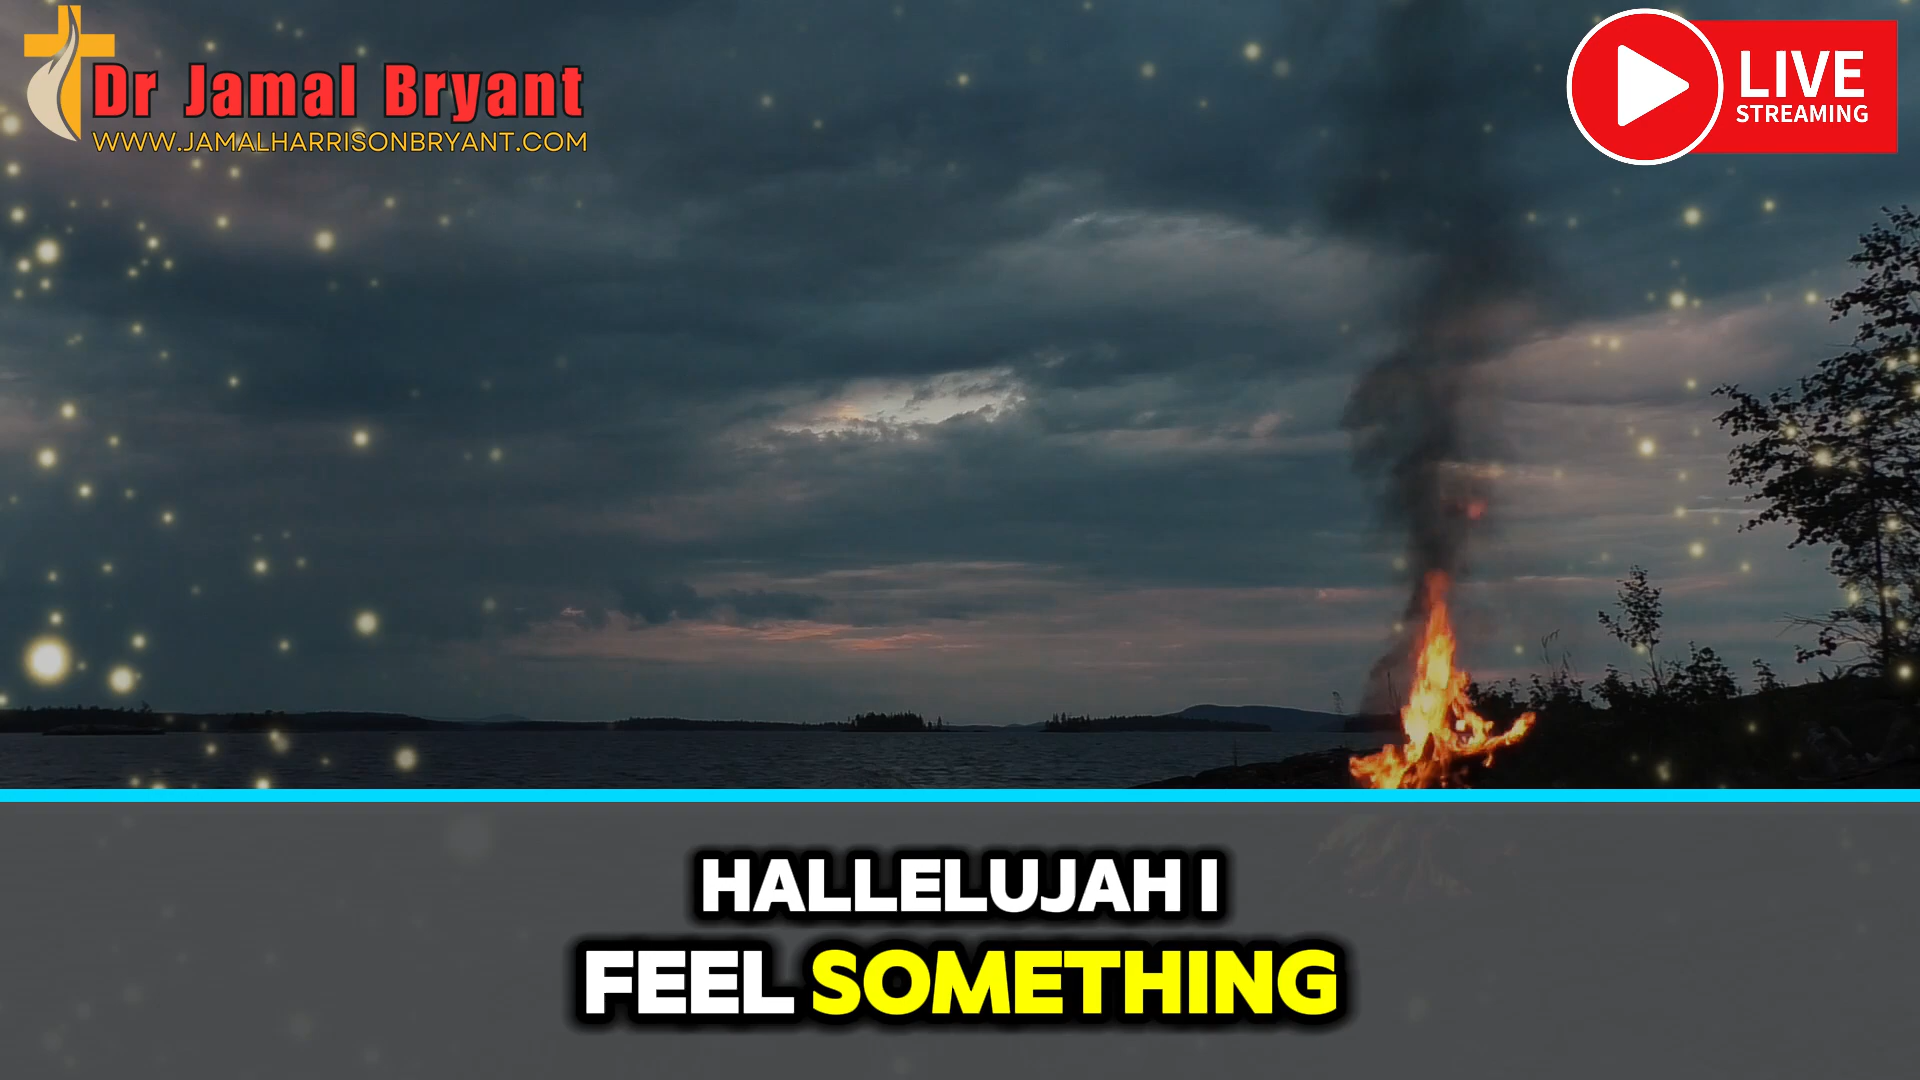 Dr Jamal Bryant
WWW.JAMALHARRISONBRYANT.COM
LIVE
STREAMING
HALLELUJAH I
FEEL SOMETHING